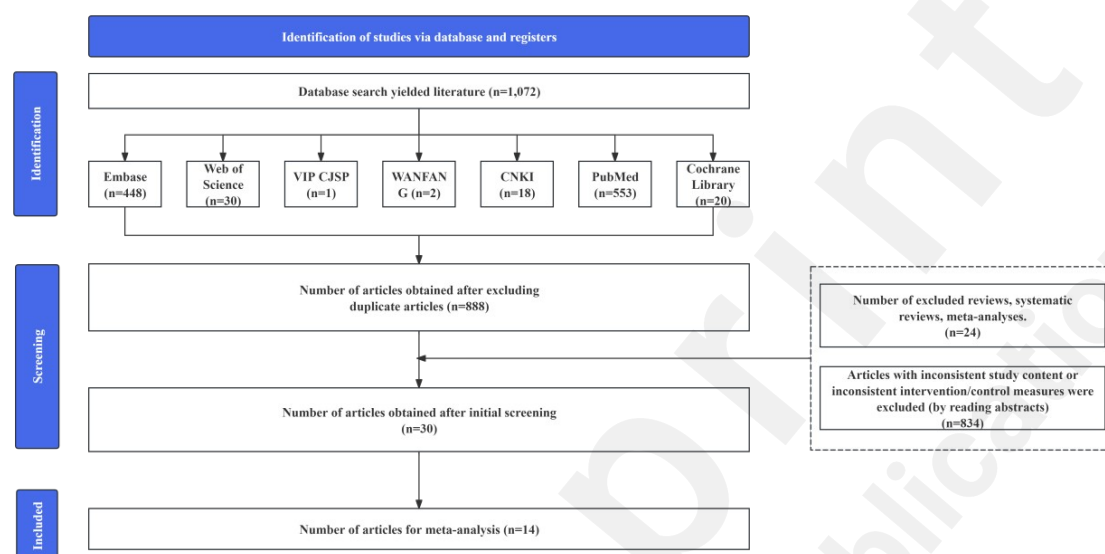 Identification of studies via database and registers
Identification
Database search yielded literature (n=1,072)
Embase
(n=448)
Web of
Science
(n=30)
VIP CJSP
(n=1)
WANFAN
G (n=2)
CNKI
(n=18)
PubMed
(n=553)
Cochrane
Library
(n=20)
Screening
Number of articles obtained after excluding
duplicate articles (n=888)
Number of excluded reviews, systematic
reviews, meta-analyses.
(n=24)
Articles with inconsistent study content or
inconsistent intervention/control measures were
excluded (by reading abstracts)
(n=834)
Number of articles obtained after initial screening
(n=30)
Included
Number of articles for meta-analysis (n=14)